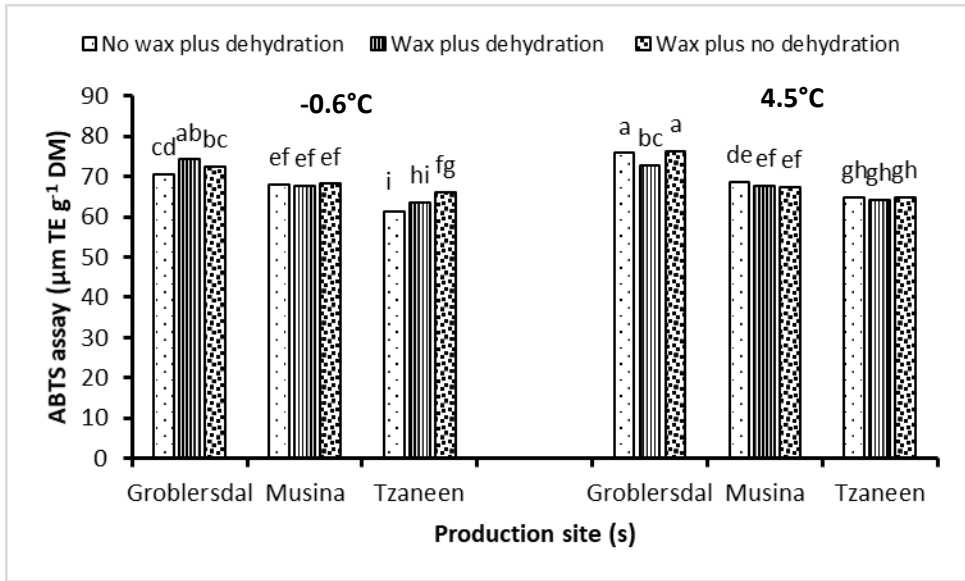 No wax plus dehydration Wax plus dehydration Wax plus no dehydration
-0.6°C 4.5°C
90
80
70
60
50
40
30
20
10
0
ABTS assay (µm TE g⁻¹ DM)
cd ab bc ef ef ef i hi fg a bc a de ef ef gh gh gh
Groblersdal Musina Tzaneen Groblersdal Musina Tzaneen
Production site (s)